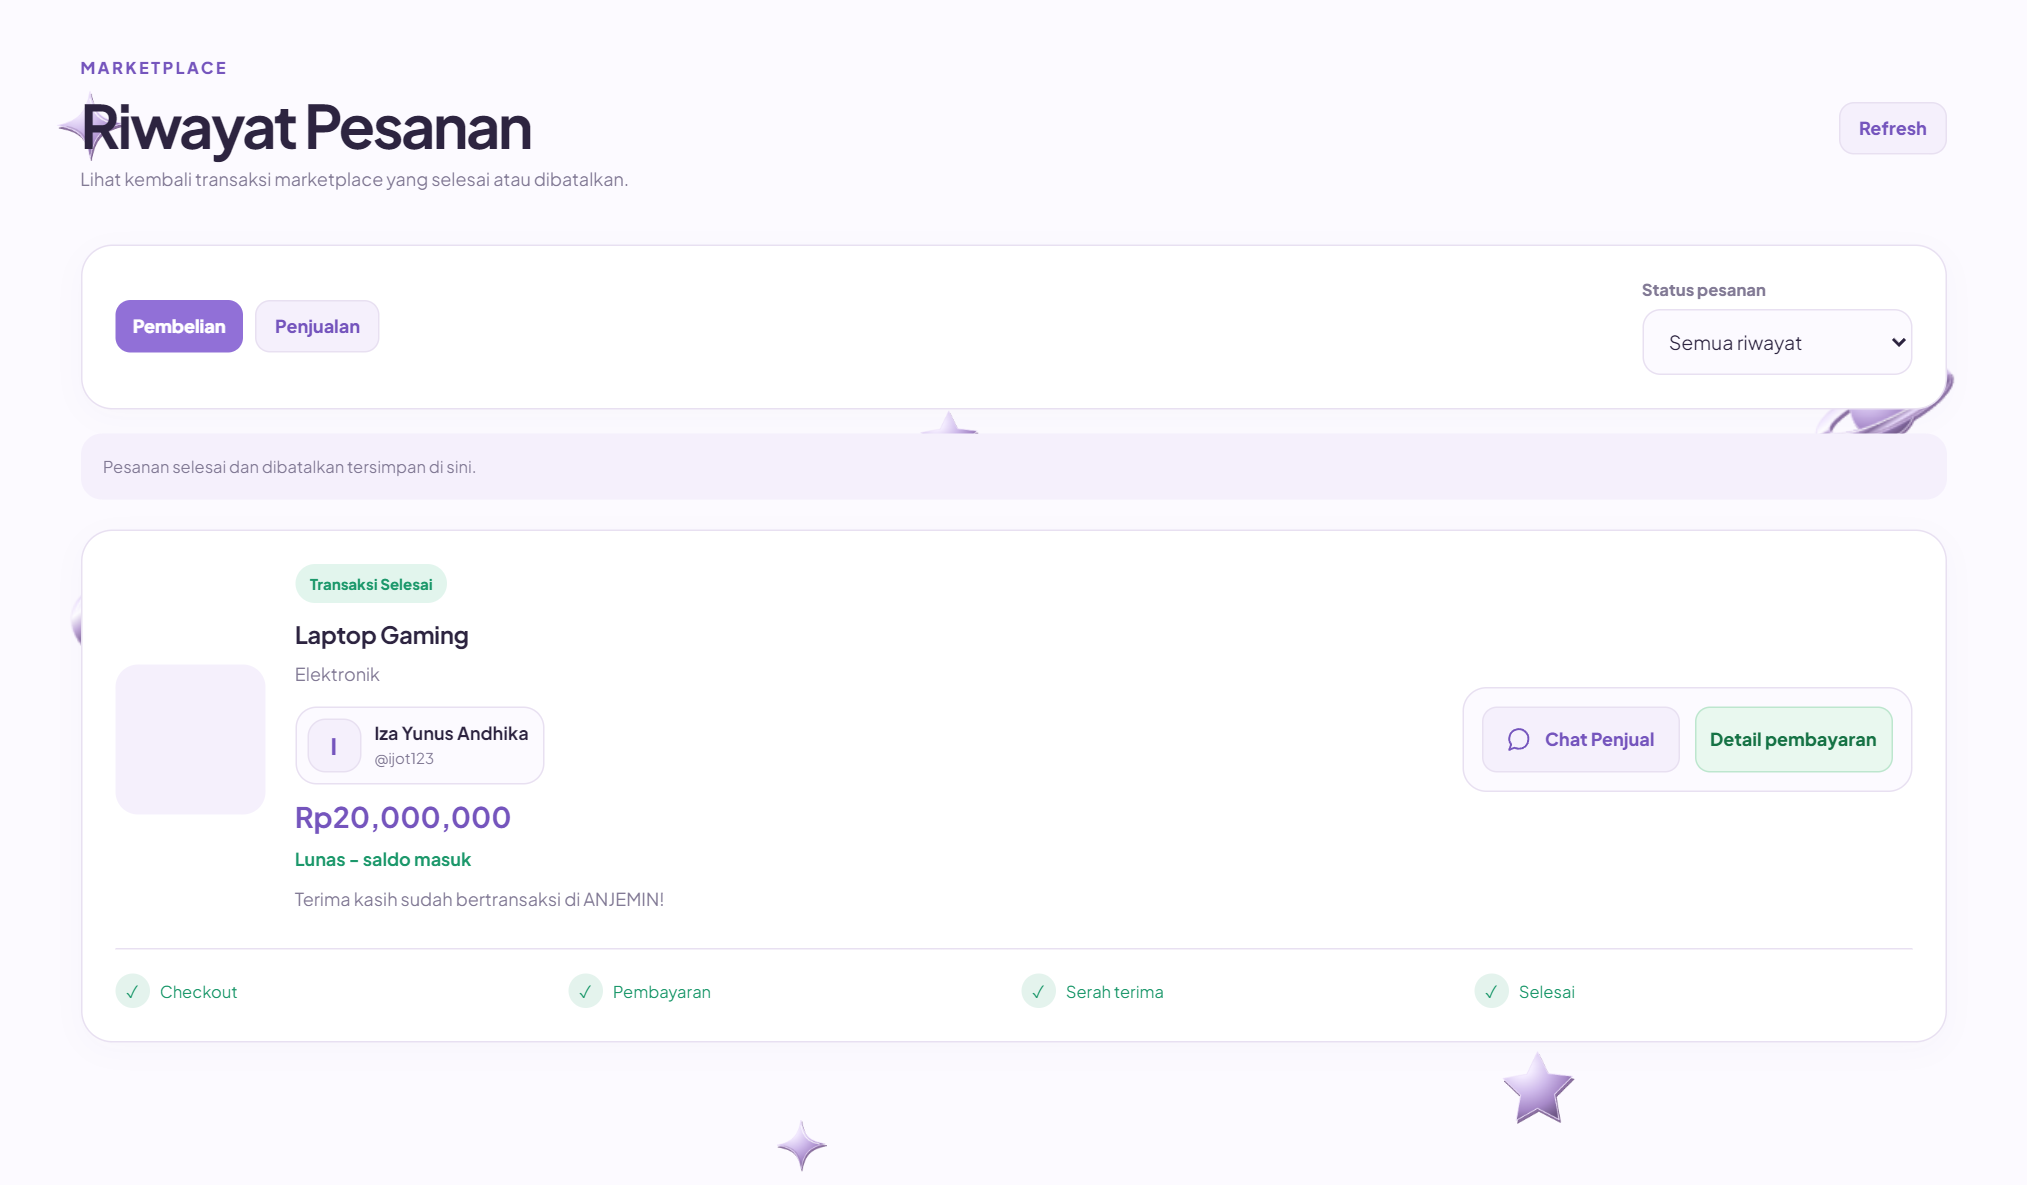 MARKETPLACE
Riwayat Pesanan
Lihat kembali transaksi marketplace yang selesai atau dibatalkan.
Refresh
Pembelian
Penjualan
Status pesanan
Semua riwayat
Pesanan selesai dan dibatalkan tersimpan di sini.
Transaksi Selesai
Laptop Gaming
Elektronik
I
Iza Yunus Andhika
@ijot123
Rp20,000,000
Lunas – saldo masuk
Terima kasih sudah bertransaksi di ANJEMIN!
Chat Penjual
Detail pembayaran
✓ Checkout
✓ Pembayaran
✓ Serah terima
✓ Selesai